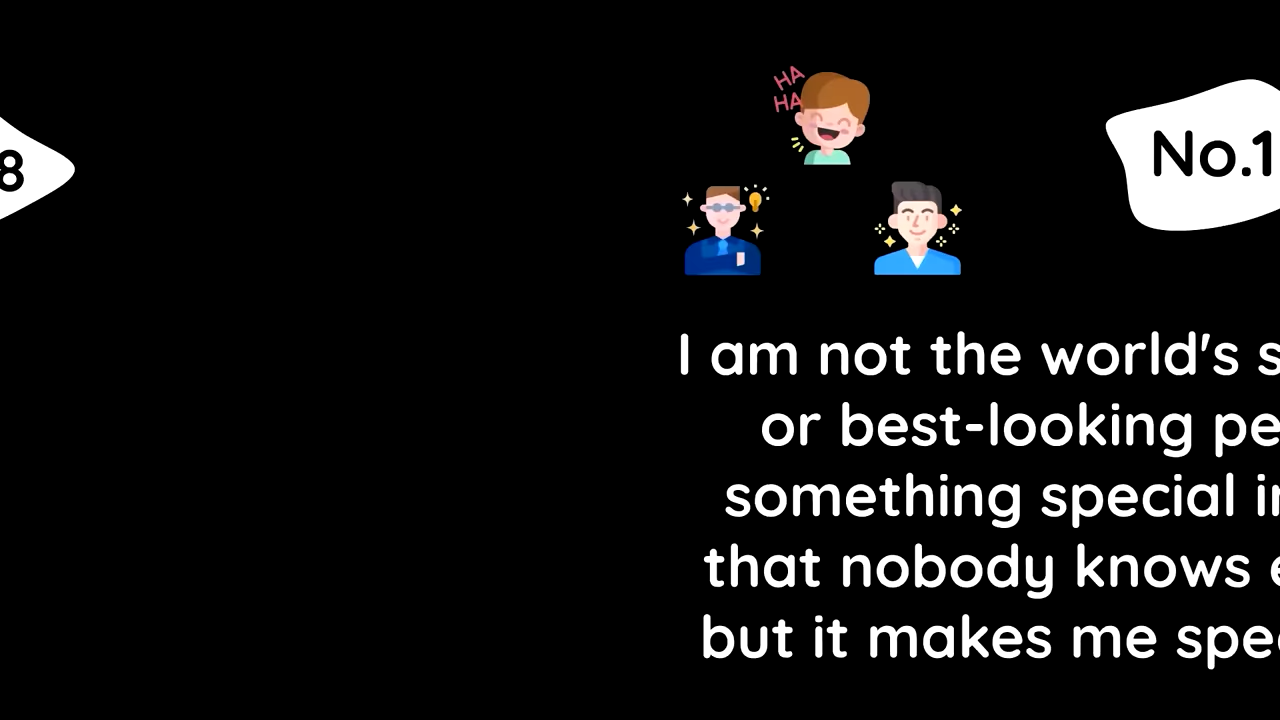 HA
HA
8
No.1
I am not the world's
or best-looking
something special
that nobody knows
but it makes me